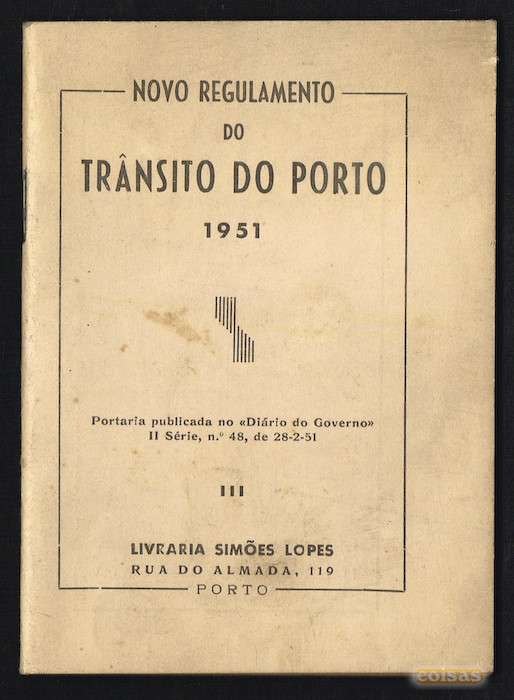 NOVO REGULAMENTO
DO
TRÂNSITO DO PORTO
1951
Portaria publicada no «Diário do Governo»
II Série, n.º 48, de 28-2-51
III
LIVRARIA SIMÕES LOPES
RUA DO ALMADA, 119
PORTO
coisas